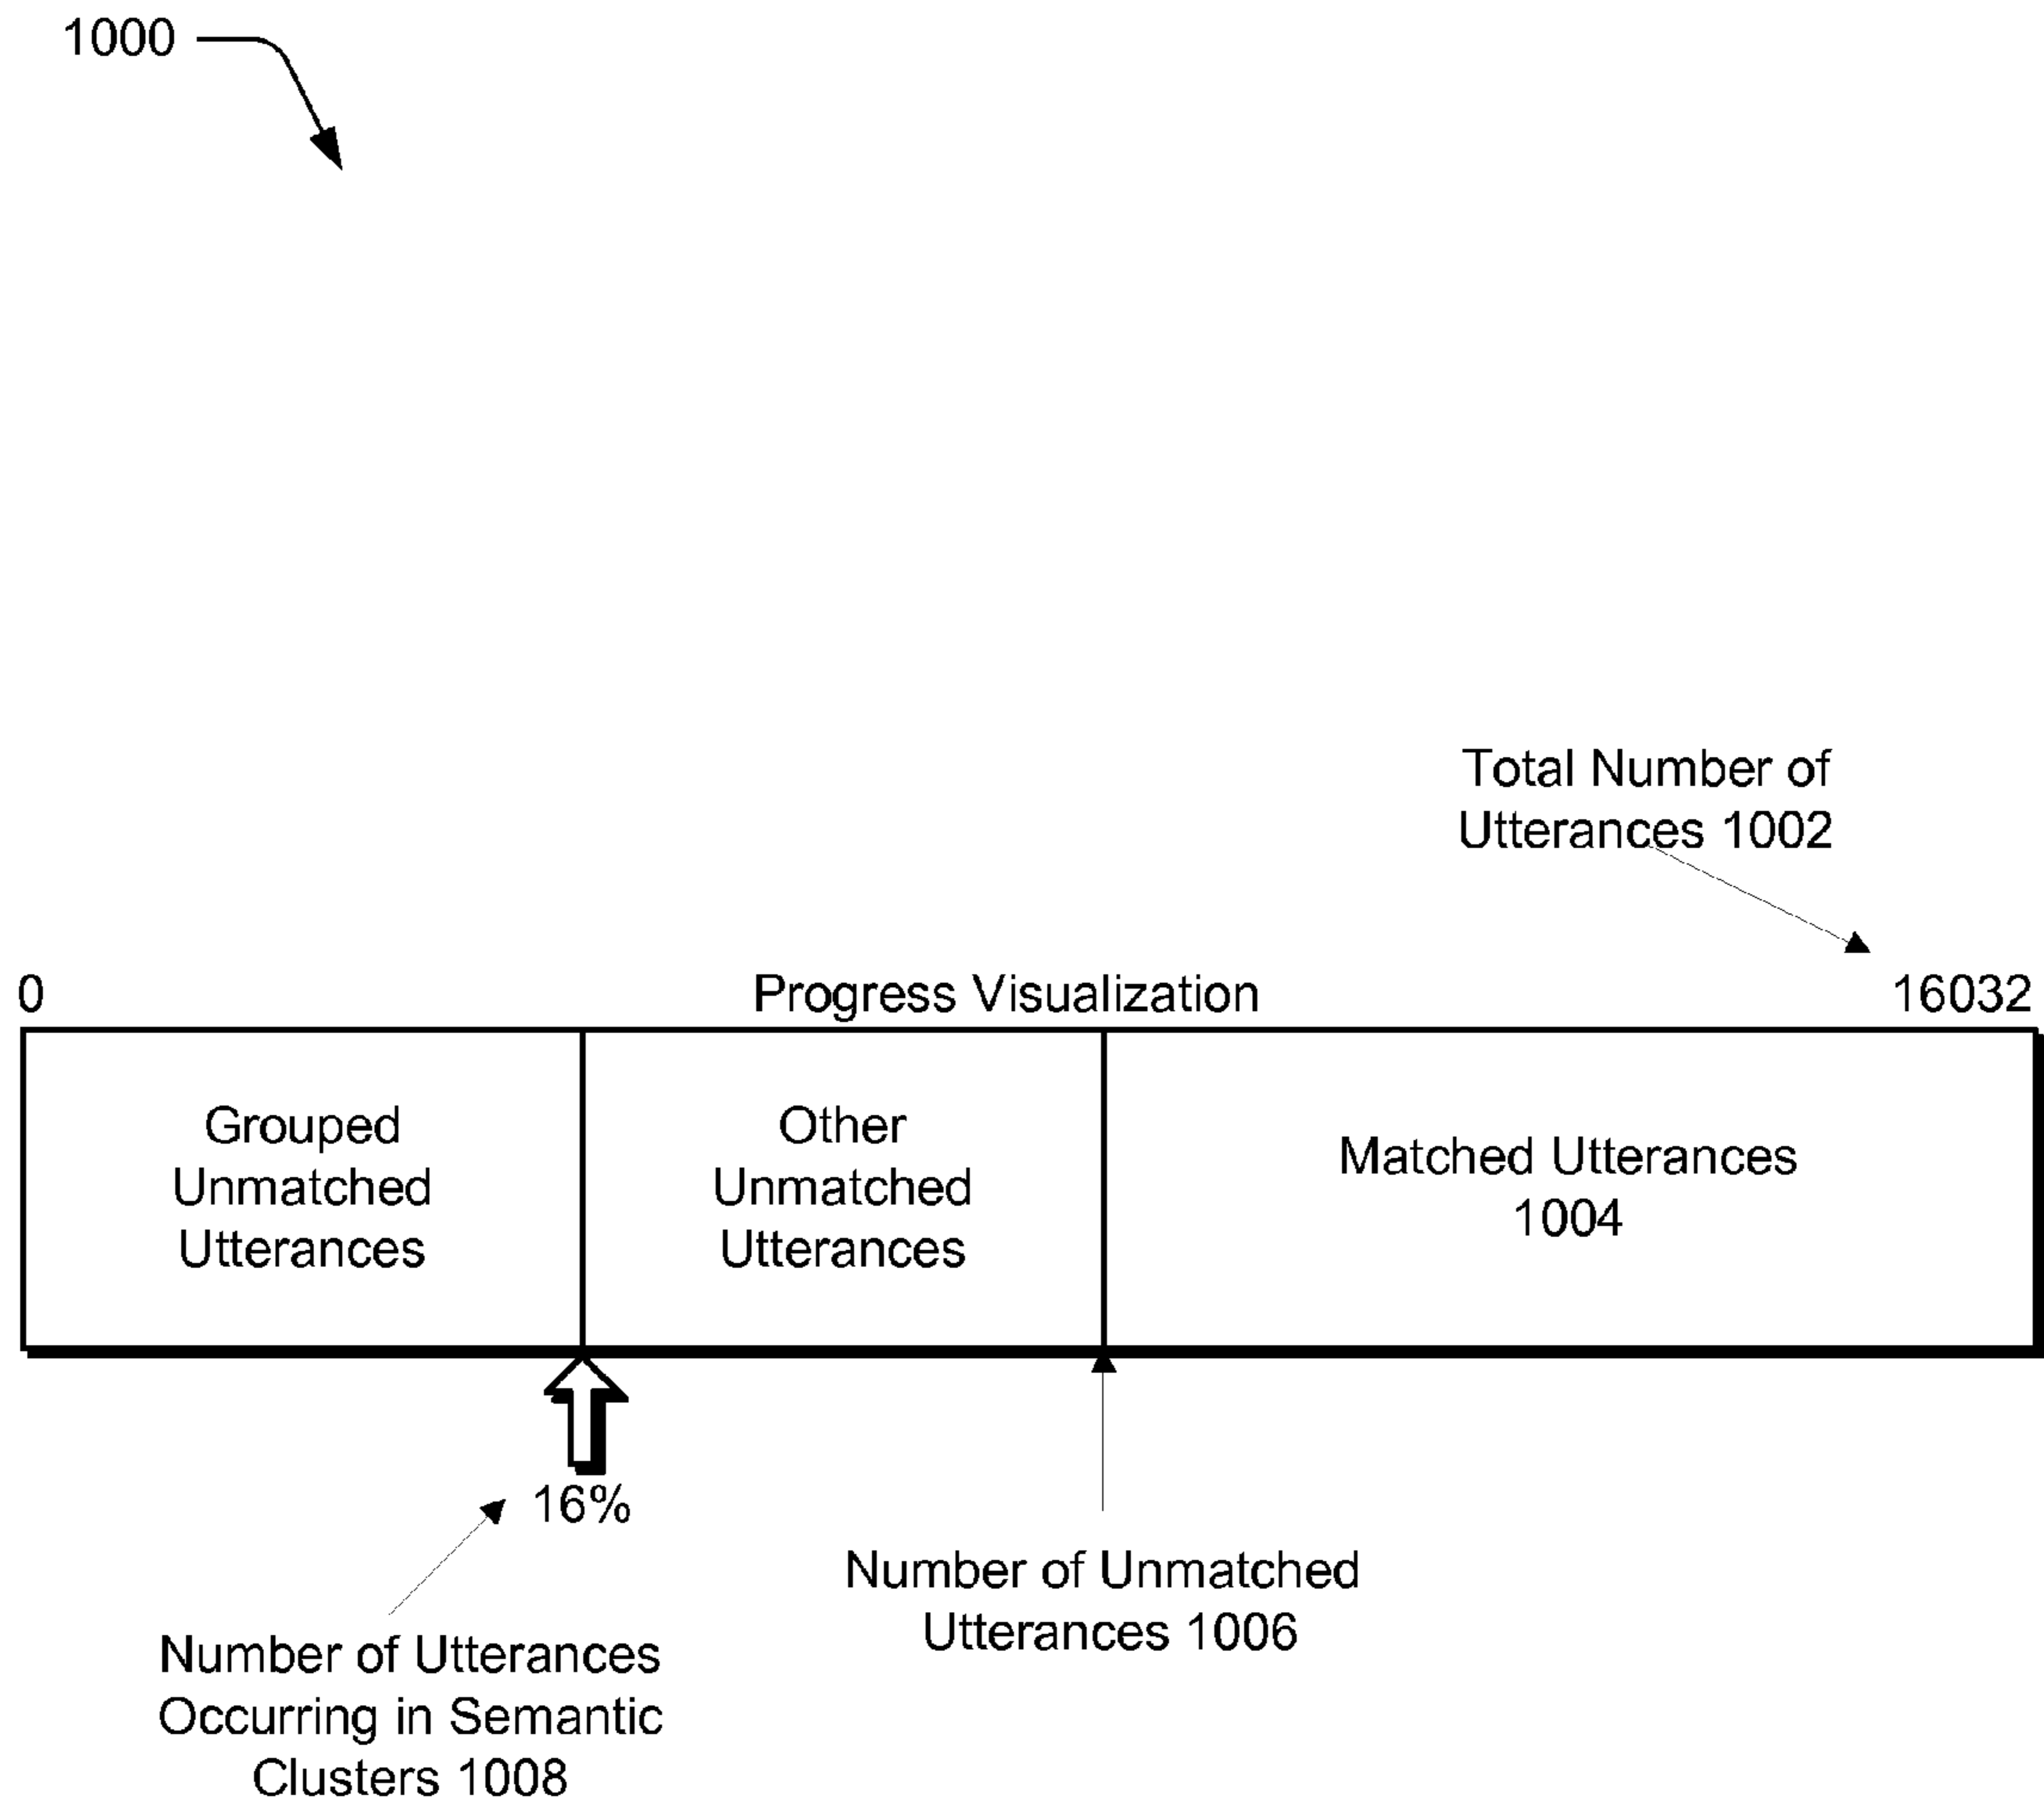 1000
Total Number of
Utterances 1002
0
Progress Visualization
16032
Grouped
Unmatched
Utterances
Other
Unmatched
Utterances
Matched Utterances
1004
16%
Number of Unmatched
Utterances 1006
Number of Utterances
Occurring in Semantic
Clusters 1008